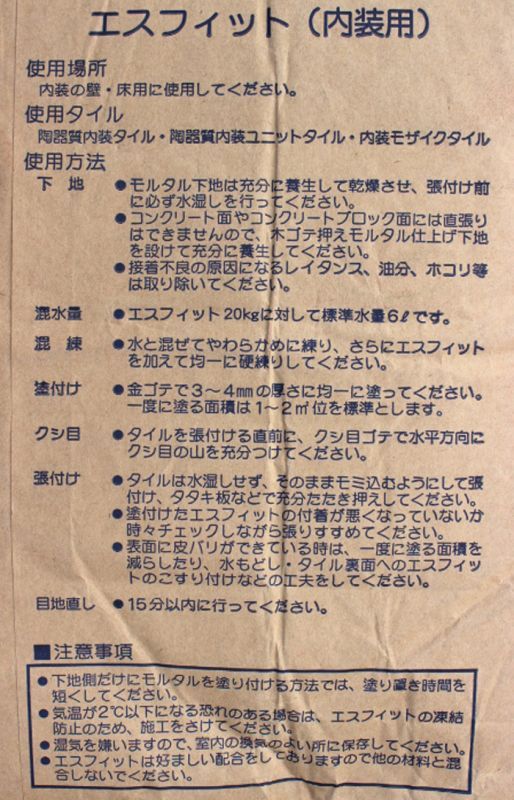 エスフィット（内装用）
使用場所
内装の壁・床用に使用してください。
使用タイル
陶器質内装タイル・陶器質内装ユニットタイル・内装モザイクタイル
使用方法
下地 ●モルタル下地は充分に養生して乾燥させ、張付け前
に必ず水湿しを行ってください。
●コンクリート面やコンクリートブロック面には直張り
はできませんので、木ゴテ押えモルタル仕上げ下地
を設けて充分に養生してください。
●接着不良の原因になるレイタンス、油分、ホコリ等
は取り除いてください。
混水量 ●エスフィット20kgに対して標準水量6ℓです。
混練 ●水と混ぜてやわらかめに練り、さらにエスフィット
を加えて均一に硬練りしてください。
塗付け ●金ゴテで3〜4㎜の厚さに均一に塗ってください。
一度に塗る面積は1〜2㎡位を標準とします。
クシ目 ●タイルを張付ける直前に、クシ目ゴテで水平方向に
クシ目の山を充分つけてください。
張付け ●タイルは水湿しせず、そのままモミ込むようにして張
付け、タタキ板などで充分たたき押えしてください。
●塗付けたエスフィットの付着が悪くなっていないか
時々チェックしながら張りすすめてください。
●表面に皮バリができている時は、一度に塗る面積を
減らしたり、水もどし・タイル裏面へのエスフィッ
トのこすり付けなどの工夫をしてください。
目地直し ●15分以内に行ってください。
■注意事項
●下地側だけにモルタルを塗り付ける方法では、塗り置き時間を
短くしてください。
●気温が2℃以下になる恐れのある場合は、エスフィットの凍結
防止のため、施工をさけてください。
●湿気を嫌いますので、室内の換気のよい所に保存してください。
●エスフィットは好ましい配合をしておりますので他の材料と混
合しないでください。